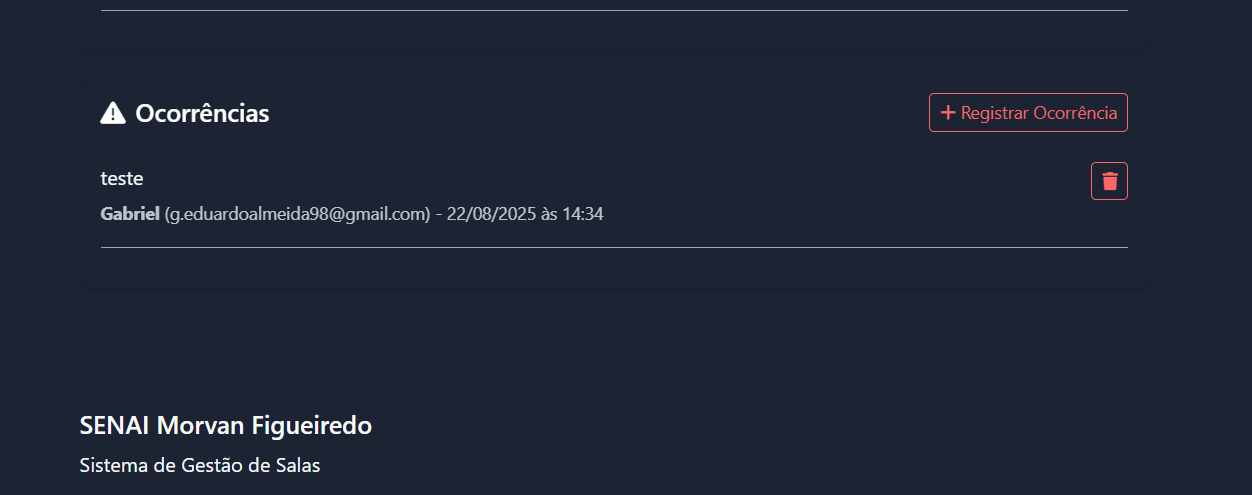 Ocorrências
+ Registrar Ocorrência
teste
Gabriel (g.eduardoalmeida98@gmail.com) - 22/08/2025 às 14:34
SENAI Morvan Figueiredo
Sistema de Gestão de Salas